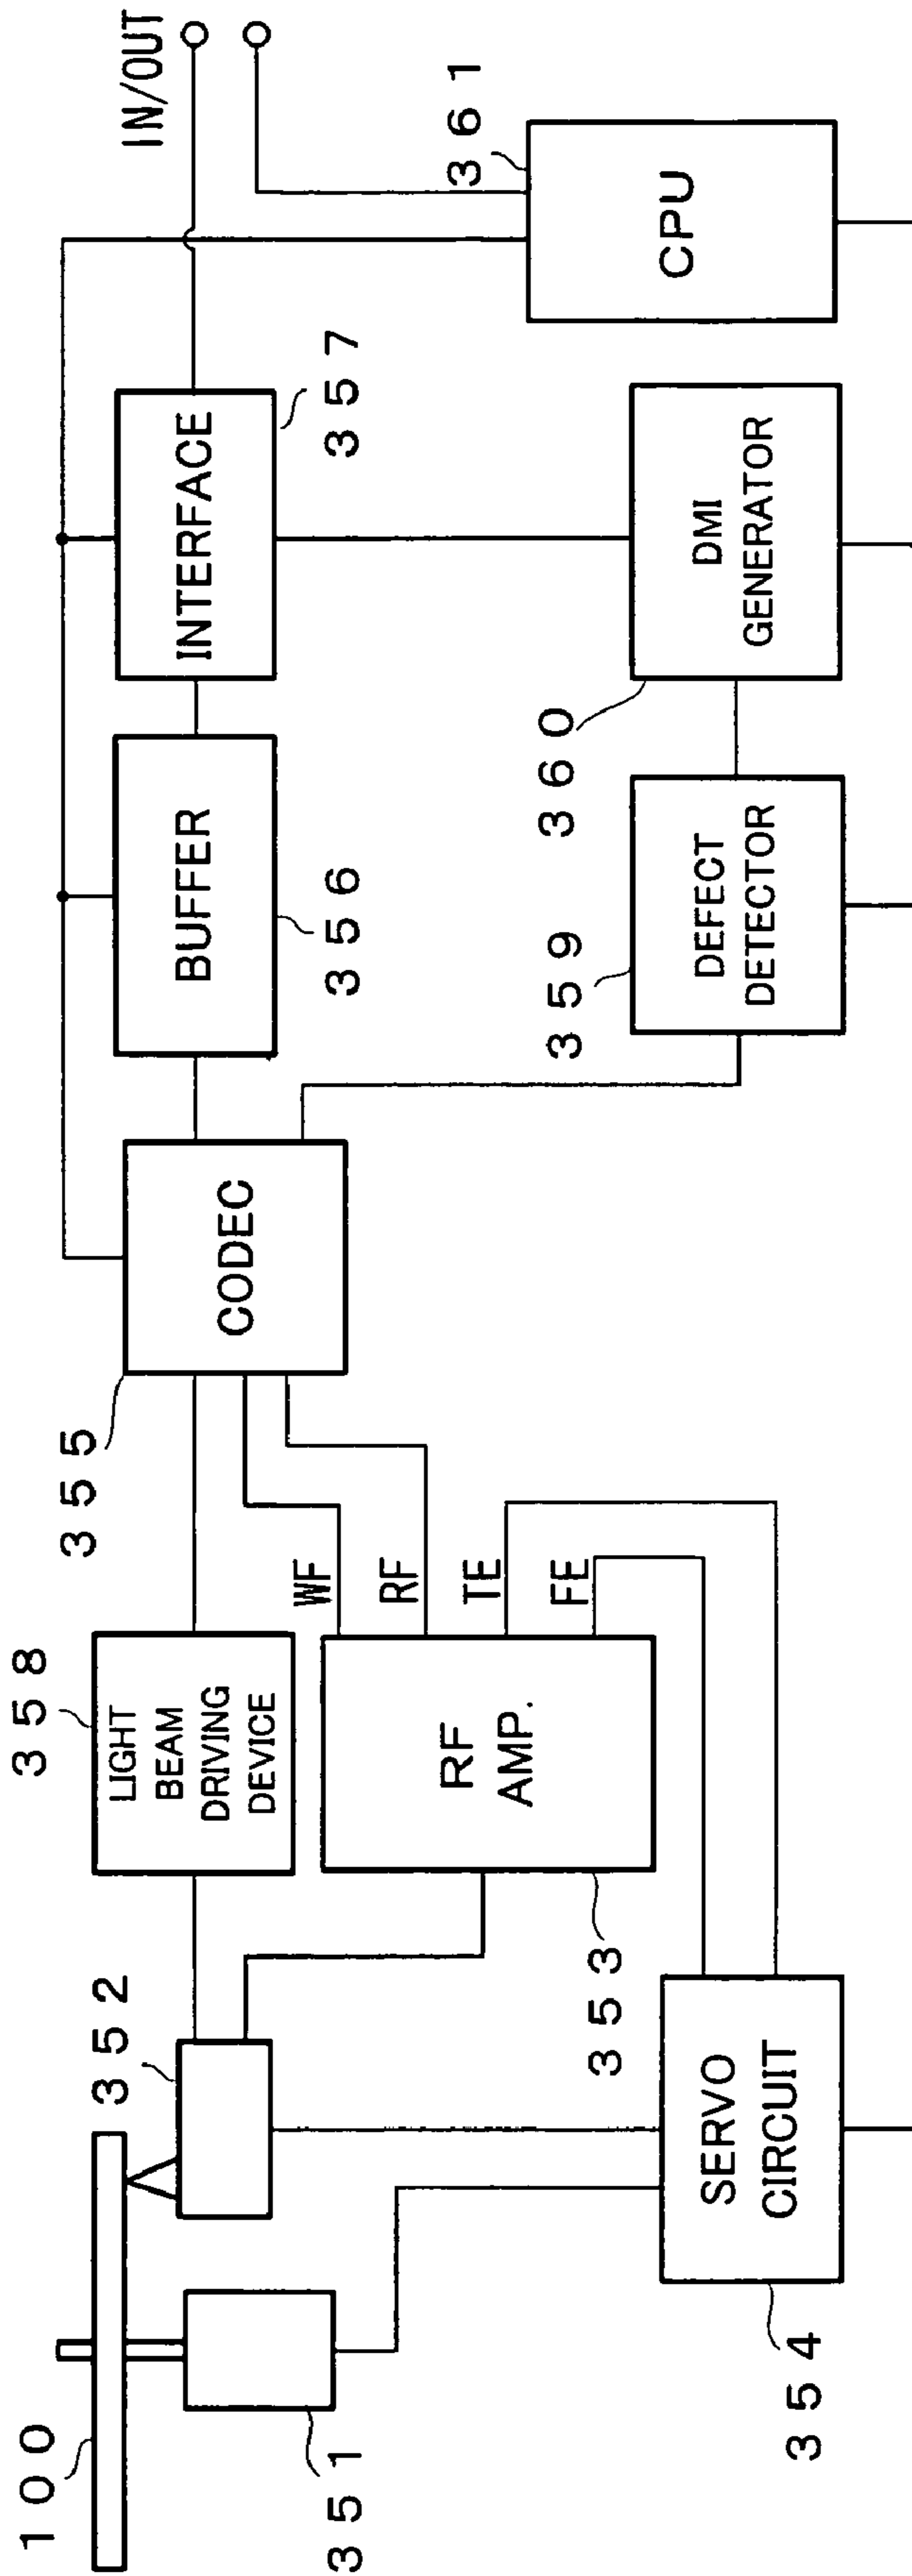 100
351
352
358
LIGHT
BEAM
DRIVING
DEVICE
355
CODEC
BUFFER
356
INTERFACE
357
IN/OUT
WF
RF
TE
FE
RF
AMP.
353
SERVO
CIRCUIT
354
359
DEFECT
DETECTOR
360
DMI
GENERATOR
361
CPU